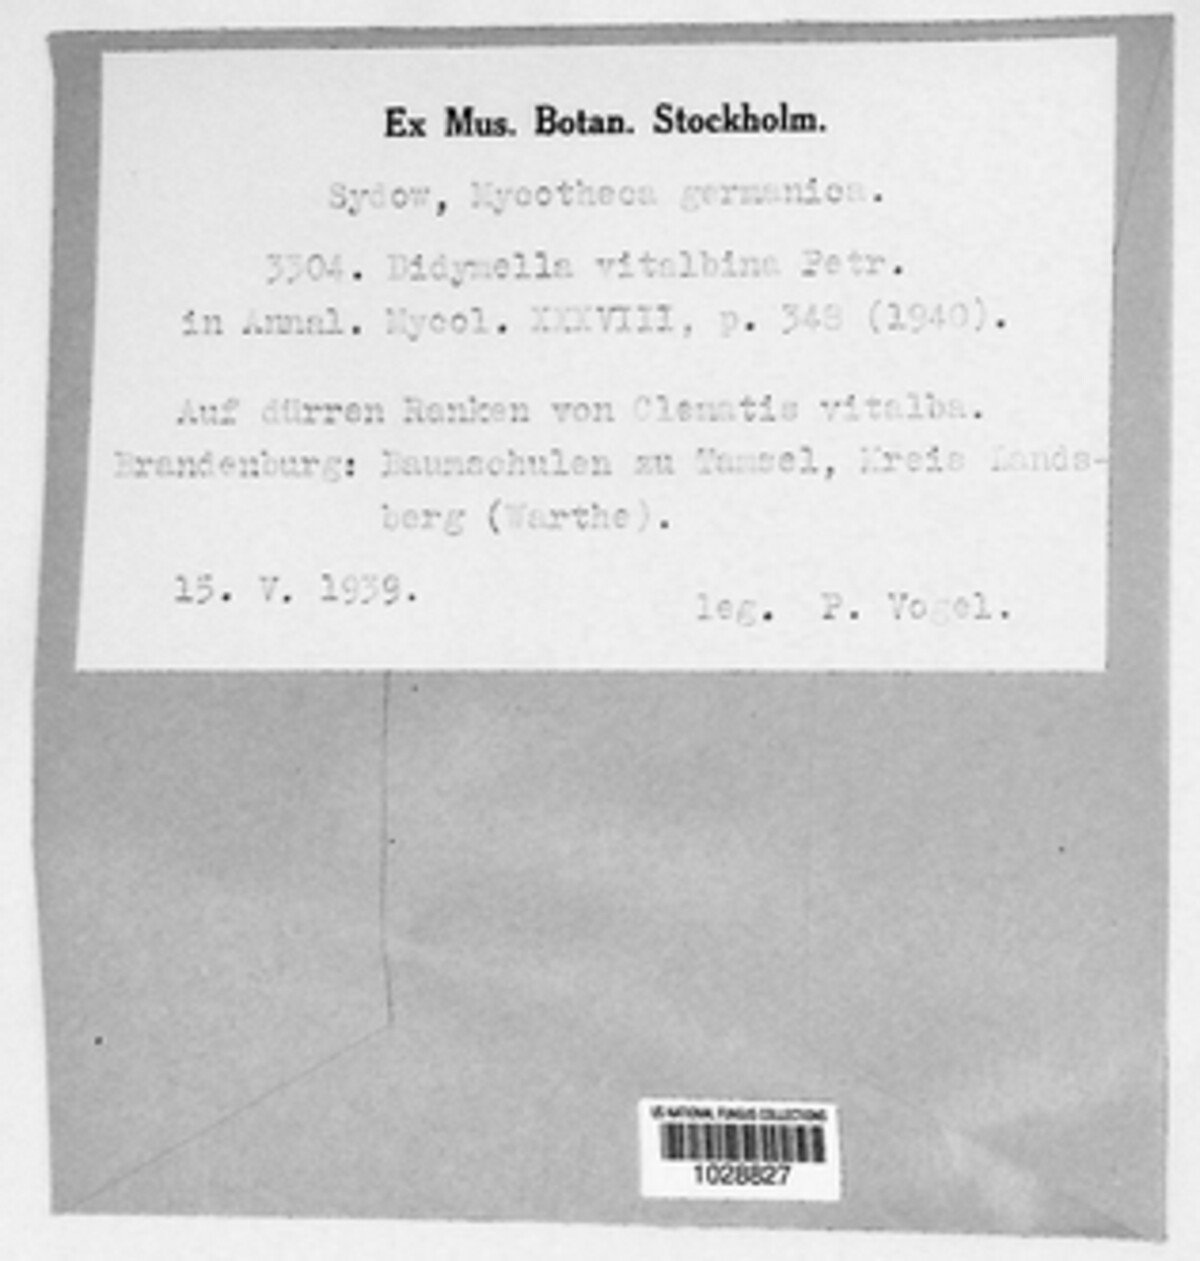 Ex Mus. Botan. Stockholm.
Sydow, Mycotheca germanica.
3304. Didymella vitalbina Petr.
in Annal. Mycol. XXXVIII, p. 348 (1940).
Auf dürren Ranken von Clematis vitalba.
Brandenburg: Baumschulen zu Tamsel, Kreis Lands-
berg (Warthe).
15. V. 1939.
leg. P. Vogel.
US NATIONAL FUNGUS COLLECTIONS
1028827